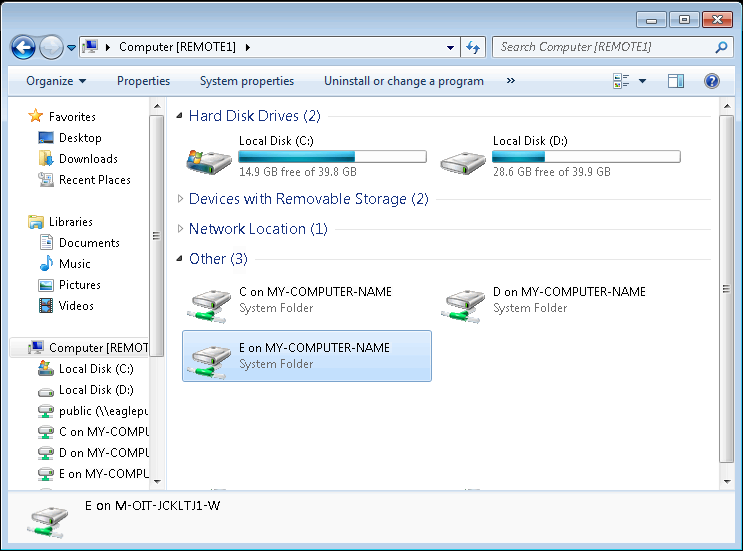 Computer [REMOTE1]
Search Computer [REMOTE1]
Organize
Properties
System properties
Uninstall or change a program
»
Favorites
Desktop
Downloads
Recent Places
Libraries
Documents
Music
Pictures
Videos
Computer [REMOT
Local Disk (C:)
Local Disk (D:)
public (\\eaglepu
C on MY-COMPU
D on MY-COMPU
E on MY-COMPU
Hard Disk Drives (2)
Local Disk (C:)
14.9 GB free of 39.8 GB
Local Disk (D:)
28.6 GB free of 39.9 GB
Devices with Removable Storage (2)
Network Location (1)
Other (3)
C on MY-COMPUTER-NAME
System Folder
D on MY-COMPUTER-NAME
System Folder
E on MY-COMPUTER-NAME
System Folder
E on M-OIT-JCKLTJ1-W